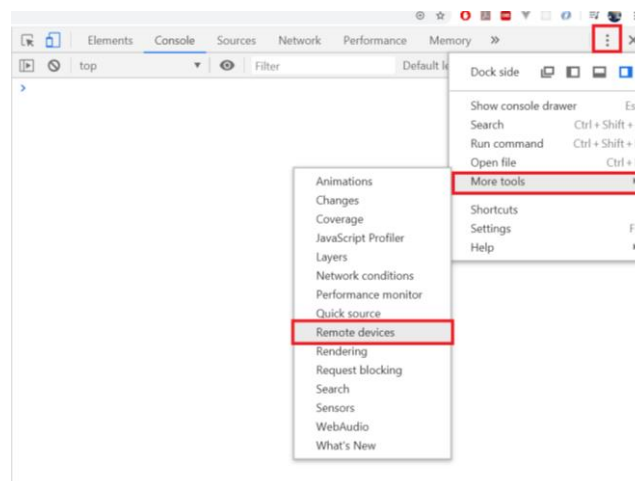 Elements Console Sources Network Performance Memory »
top Filter Default le
Dock side
Show console drawer Es
Search Ctrl + Shift +
Run command Ctrl + Shift +
Open file Ctrl +
More tools
Shortcuts
Settings F
Help
Animations
Changes
Coverage
JavaScript Profiler
Layers
Network conditions
Performance monitor
Quick source
Remote devices
Rendering
Request blocking
Search
Sensors
WebAudio
What's New